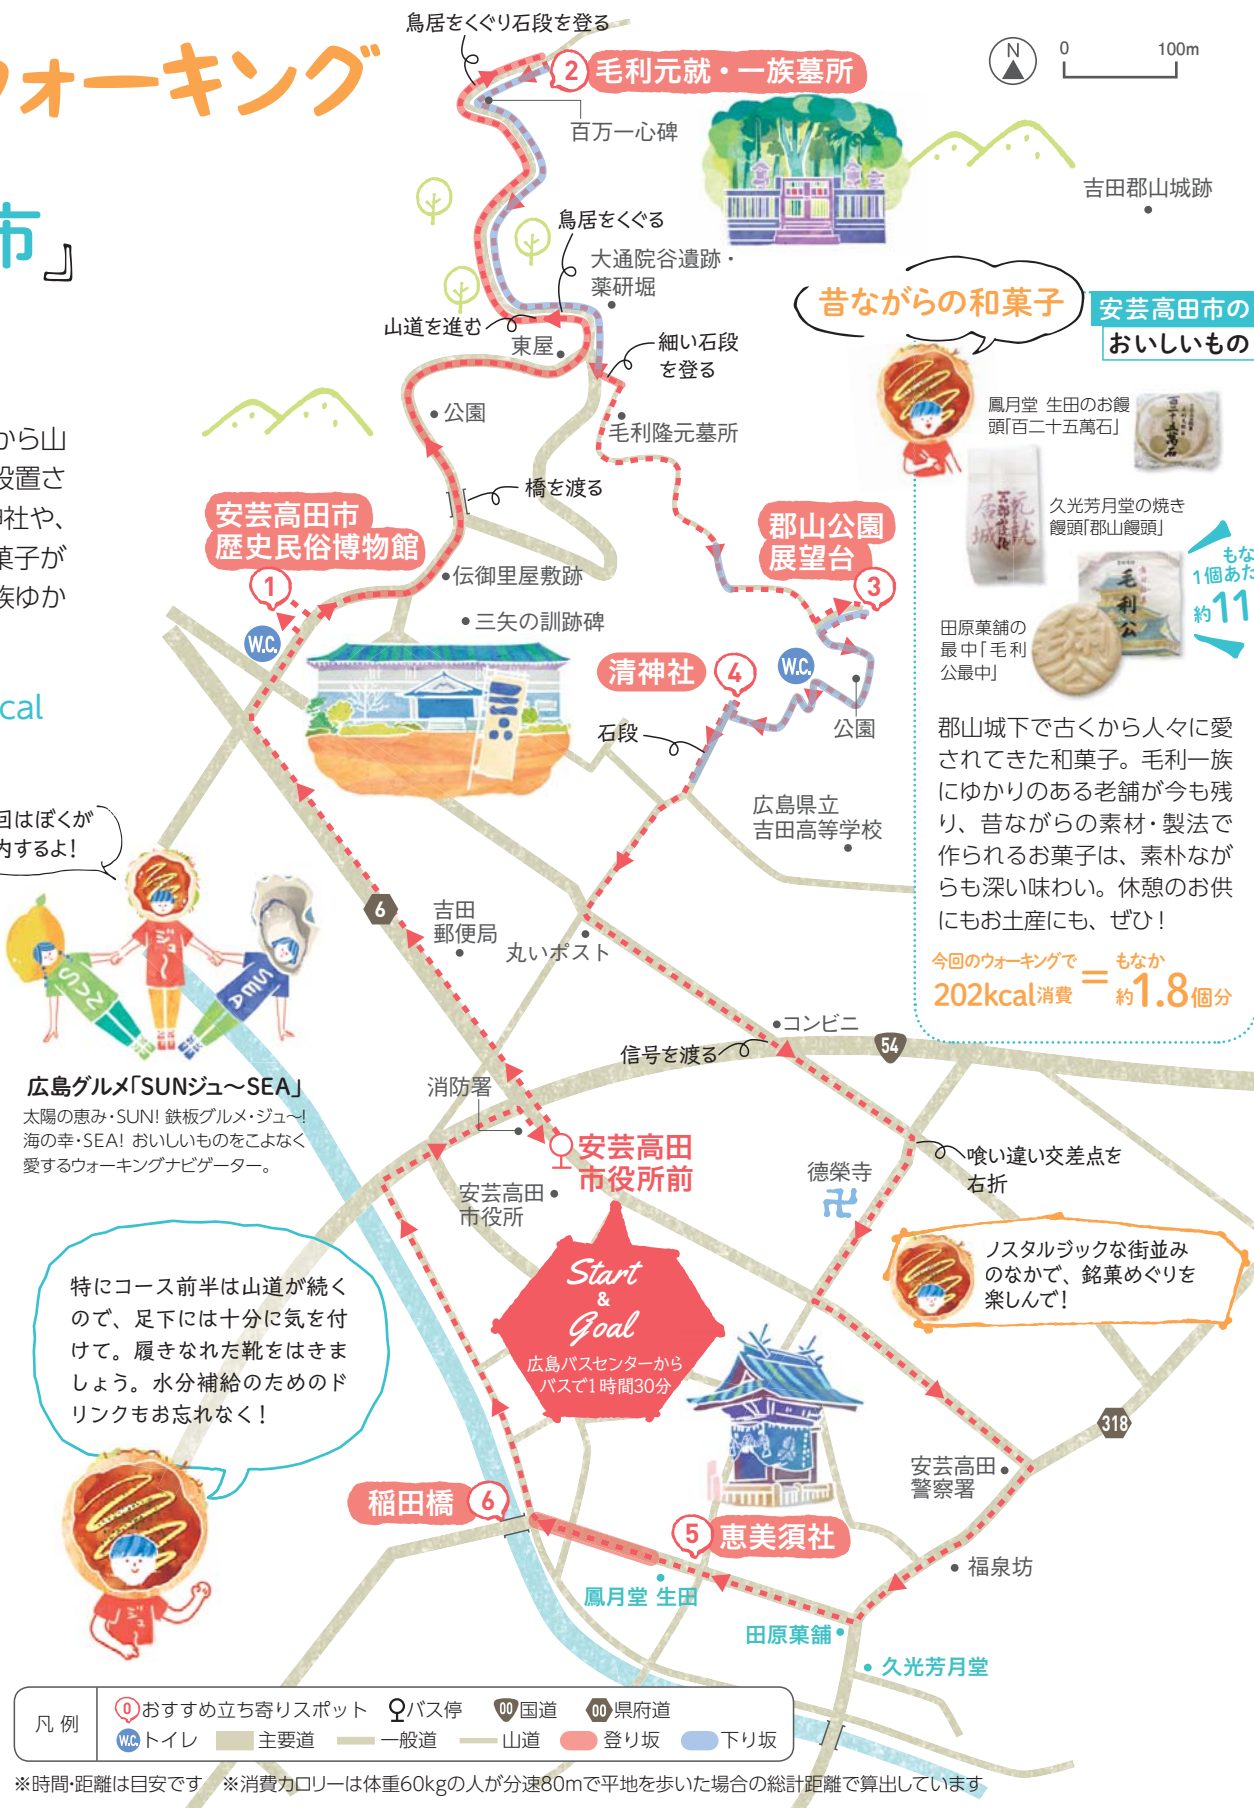 ウォーキング
市』
鳥居をくぐり石段を登る
2 毛利元就・一族墓所
百万一心碑
N
0 100m
吉田郡山城跡
鳥居をくぐる
大通院谷遺跡・
薬研堀
山道を進む
東屋
細い石段
を登る
公園
毛利隆元墓所
橋を渡る
安芸高田市
歴史民俗博物館
1
W.C.
伝御里屋敷跡
三矢の訓跡碑
郡山公園
展望台
3
清神社 4
W.C.
公園
石段
広島県立
吉田高等学校
から山
設置さ
神社や、
菓子が
族ゆか
cal
回はぼくが
内するよ!
ジュ〜
SUN
SEA
広島グルメ「SUNジュ〜SEA」
太陽の恵み・SUN! 鉄板グルメ・ジュ〜!
海の幸・SEA! おいしいものをこよなく
愛するウォーキングナビゲーター。
6
吉田
郵便局
丸いポスト
コンビニ
信号を渡る
54
消防署
安芸高田
市役所前
安芸高田
市役所
徳榮寺
喰い違い交差点を
右折
Start
&
Goal
広島バスセンターから
バスで1時間30分
ノスタルジックな街並み
のなかで、銘菓めぐりを
楽しんで!
特にコース前半は山道が続く
ので、足下には十分に気を付
けて。履きなれた靴をはきま
しょう。水分補給のためのド
リンクもお忘れなく!
ジュ〜
318
安芸高田
警察署
稲田橋 6
5 恵美須社
福泉坊
鳳月堂 生田
田原菓舗
久光芳月堂
昔ながらの和菓子
安芸高田市の
おいしいもの
鳳月堂 生田のお饅
頭「百二十五萬石」
百二十五萬石
久光芳月堂の焼き
饅頭「郡山饅頭」
もな
1個あた
約11
毛利公
田原菓舗の
最中「毛利
公最中」
郡山城下で古くから人々に愛
されてきた和菓子。毛利一族
にゆかりのある老舗が今も残
り、昔ながらの素材・製法で
作られるお菓子は、素朴なが
らも深い味わい。休憩のお供
にもお土産にも、ぜひ!
今回のウォーキングで
202kcal消費
=
もなか
約1.8個分
凡例
0 おすすめ立ち寄りスポット バス停 00 国道 00 県府道
W.C. トイレ 主要道 一般道 山道 登り坂 下り坂
※時間・距離は目安です ※消費カロリーは体重60kgの人が分速80mで平地を歩いた場合の総計距離で算出しています